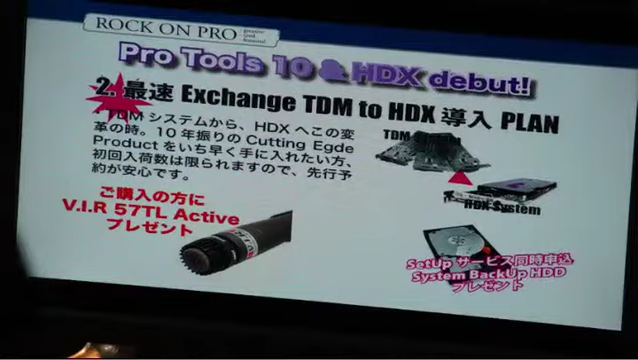 ROCK ON PRO
Pro Tools 10 & HDX debut!
2. 最速 Exchange TDM to HDX 導入 PLAN
TDM システムから、HDX へこの変
革の時。10 年振りの Cutting Egde
Product をいち早く手に入れたい方、
初回入荷数は限られますので、先行予
約が安心です。
TDM
HDX System
ご購入の方に
V.I.R 57TL Active
プレゼント
SetUp サービス同時申込
System BackUp HDD
プレゼント